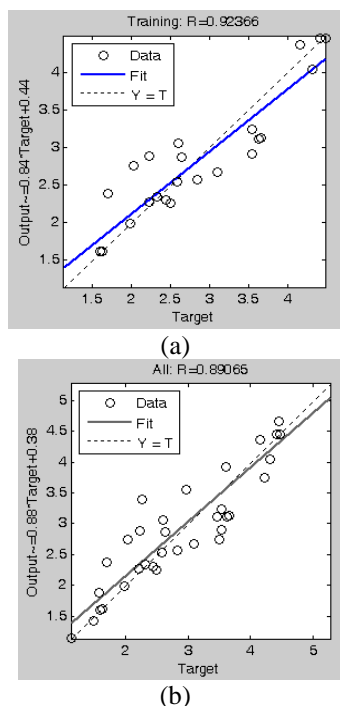 Training: R=0.92366
Output~=0.84*Target+0.44
Data
Fit
Y = T
4
3.5
3
2.5
2
1.5
1.5 2 2.5 3 3.5 4
Target
(a)
All: R=0.89065
Output~=0.88*Target+0.38
Data
Fit
Y = T
5
4.5
4
3.5
3
2.5
2
1.5
2 3 4 5
Target
(b)